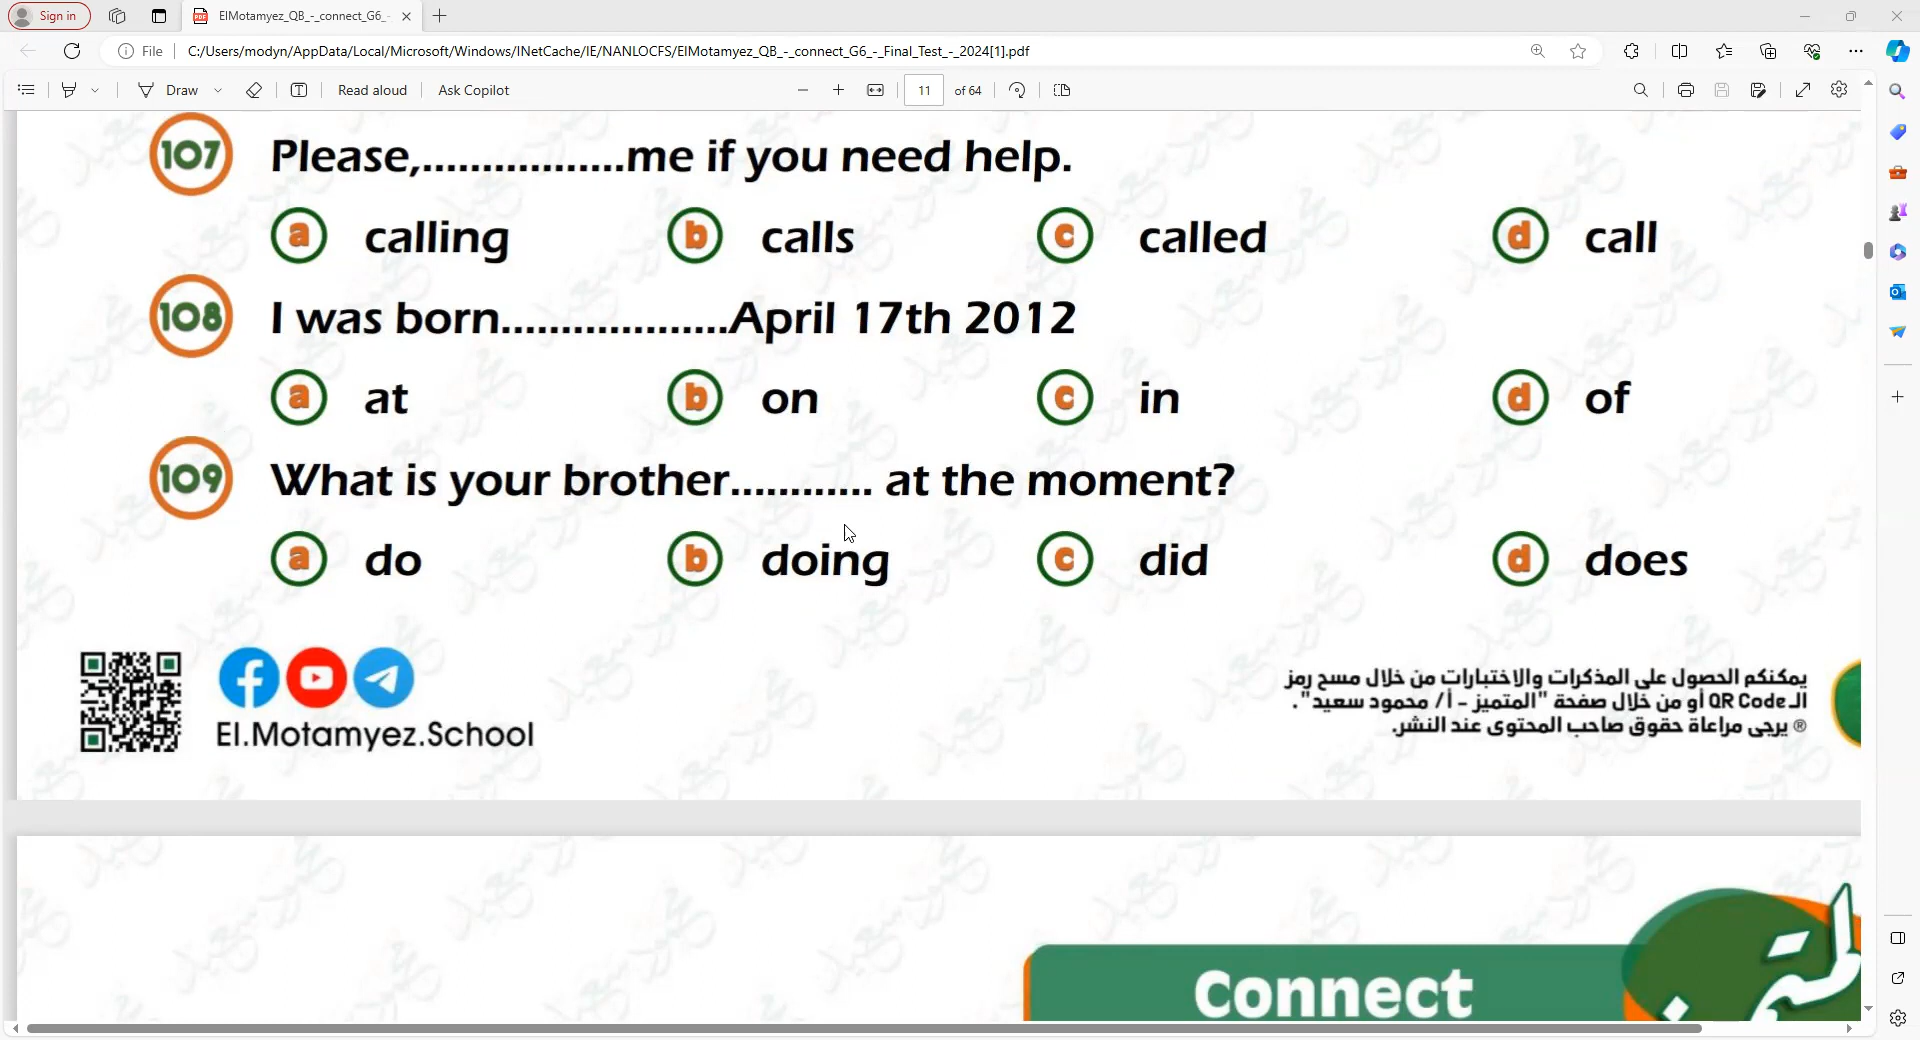 Sign in
ElMotamyez_QB_-_connect_G6_-
File
C:/Users/modyn/AppData/Local/Microsoft/Windows/INetCache/IE/NANLOCFS/ElMotamyez_QB_-_connect_G6_-_Final_Test_-_2024[1].pdf
Draw
Read aloud
Ask Copilot
11 of 64
107 Please,.................me if you need help.
a calling b calls c called d call
108 I was born...................April 17th 2012
a at b on c in d of
109 What is your brother............ at the moment?
a do b doing c did d does
El.Motamyez.School
يمكنكم الحصول على المذكرات والاختبارات من خلال مسح رمز
الـ QR Code أو من خلال صفحة "المتميز - أ/ محمود سعيد".
® يرجى مراعاة حقوق صاحب المحتوى عند النشر.
Connect